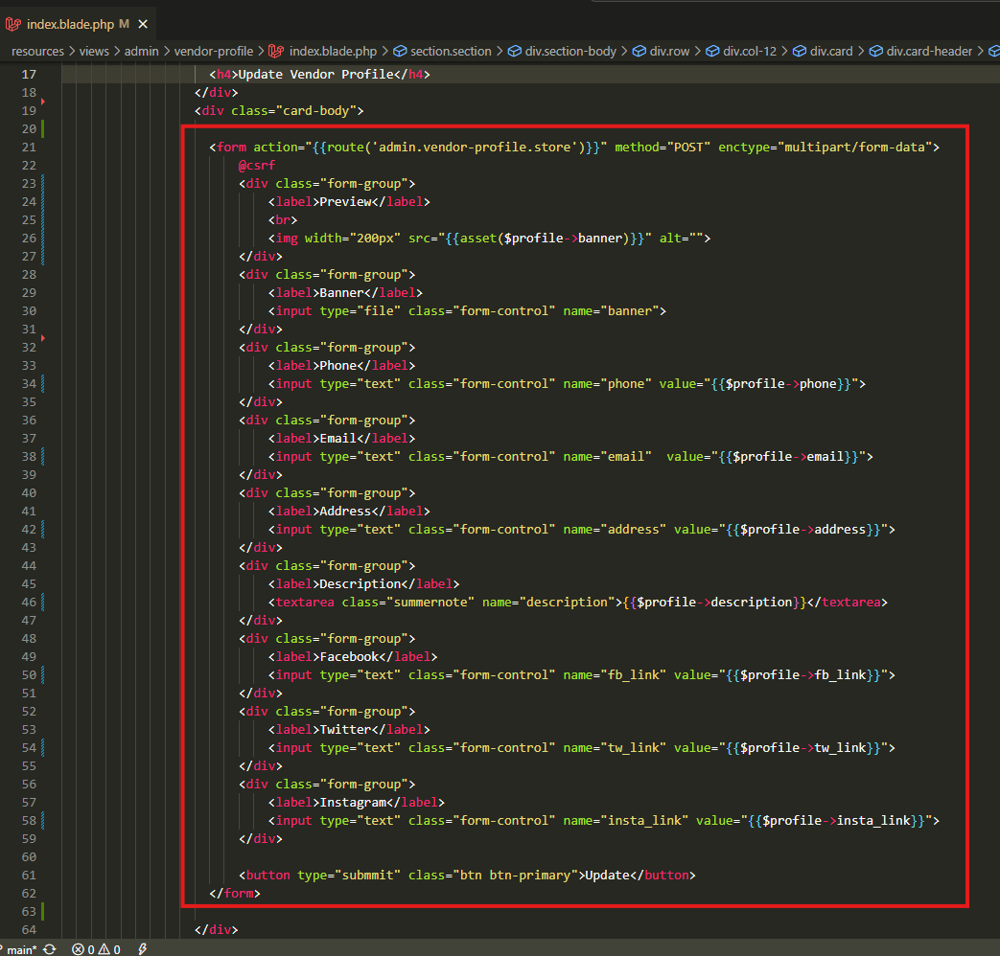 index.blade.php M ×
resources > views > admin > vendor-profile > index.blade.php > section.section > div.section-body > div.row > div.col-12 > div.card > div.card-header >
17 <h4>Update Vendor Profile</h4>
18 </div>
19 <div class="card-body">
20
21 <form action="{{route('admin.vendor-profile.store')}}" method="POST" enctype="multipart/form-data">
22 @csrf
23 <div class="form-group">
24 <label>Preview</label>
25 <br>
26 <img width="200px" src="{{asset($profile->banner)}}" alt="">
27 </div>
28 <div class="form-group">
29 <label>Banner</label>
30 <input type="file" class="form-control" name="banner">
31 </div>
32 <div class="form-group">
33 <label>Phone</label>
34 <input type="text" class="form-control" name="phone" value="{{$profile->phone}}">
35 </div>
36 <div class="form-group">
37 <label>Email</label>
38 <input type="text" class="form-control" name="email"  value="{{$profile->email}}">
39 </div>
40 <div class="form-group">
41 <label>Address</label>
42 <input type="text" class="form-control" name="address" value="{{$profile->address}}">
43 </div>
44 <div class="form-group">
45 <label>Description</label>
46 <textarea class="summernote" name="description">{{$profile->description}}</textarea>
47 </div>
48 <div class="form-group">
49 <label>Facebook</label>
50 <input type="text" class="form-control" name="fb_link" value="{{$profile->fb_link}}">
51 </div>
52 <div class="form-group">
53 <label>Twitter</label>
54 <input type="text" class="form-control" name="tw_link" value="{{$profile->tw_link}}">
55 </div>
56 <div class="form-group">
57 <label>Instagram</label>
58 <input type="text" class="form-control" name="insta_link" value="{{$profile->insta_link}}">
59 </div>
60
61 <button type="submmit" class="btn btn-primary">Update</button>
62 </form>
63
64 </div>
main* 0 0